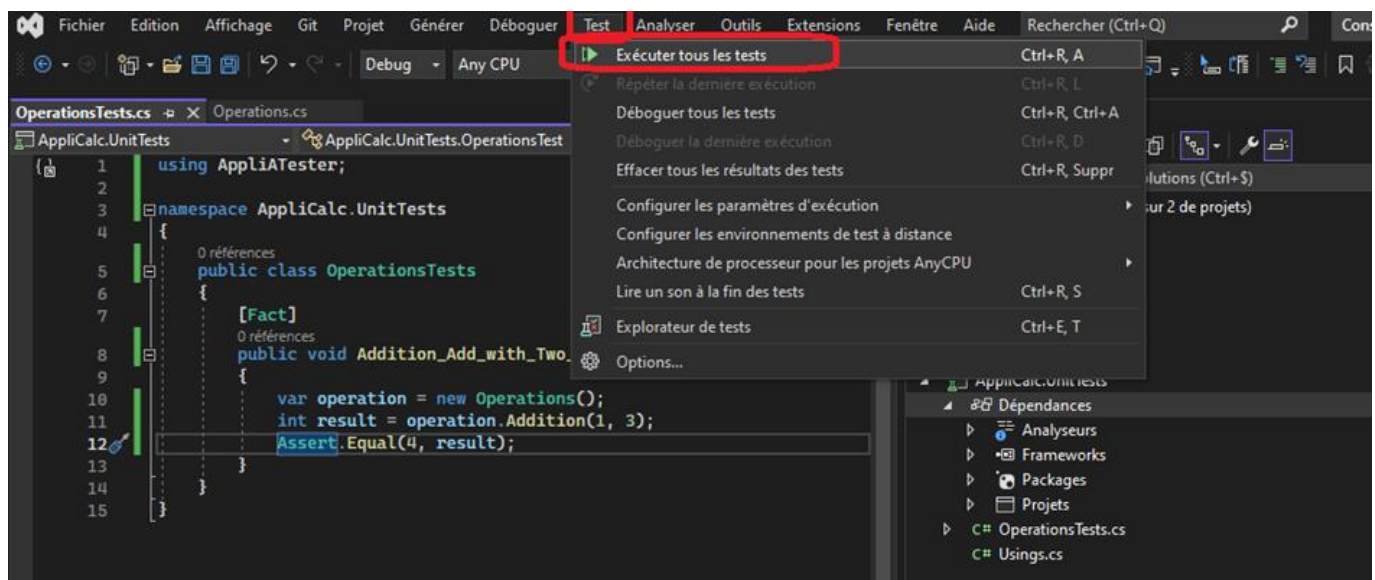 Fichier Edition Affichage Git Projet Générer Déboguer Test Analyser Outils Extensions Fenêtre Aide Rechercher (Ctrl+Q) Cons
Debug Any CPU
OperationsTests.cs Operations.cs
AppliCalc.UnitTests AppliCalc.UnitTests.OperationsTest
1 using AppliATester;
2
3 namespace AppliCalc.UnitTests
4 {
0 références
5 public class OperationsTests
6 {
7 [Fact]
0 références
8 public void Addition_Add_with_Two_
9 {
10 var operation = new Operations();
11 int result = operation.Addition(1, 3);
12 Assert.Equal(4, result);
13 }
14 }
15 }
Exécuter tous les tests Ctrl+R, A
Répéter la dernière exécution Ctrl+R, L
Déboguer tous les tests Ctrl+R, Ctrl+A
Déboguer la dernière exécution Ctrl+R, D
Effacer tous les résultats des tests Ctrl+R, Suppr
Configurer les paramètres d'exécution
Configurer les environnements de test à distance
Architecture de processeur pour les projets AnyCPU
Lire un son à la fin des tests Ctrl+R, S
Explorateur de tests Ctrl+E, T
Options...
lutions (Ctrl+$)
sur 2 de projets)
AppliCalc.UnitTests
Dépendances
Analyseurs
Frameworks
Packages
Projets
C# OperationsTests.cs
C# Usings.cs